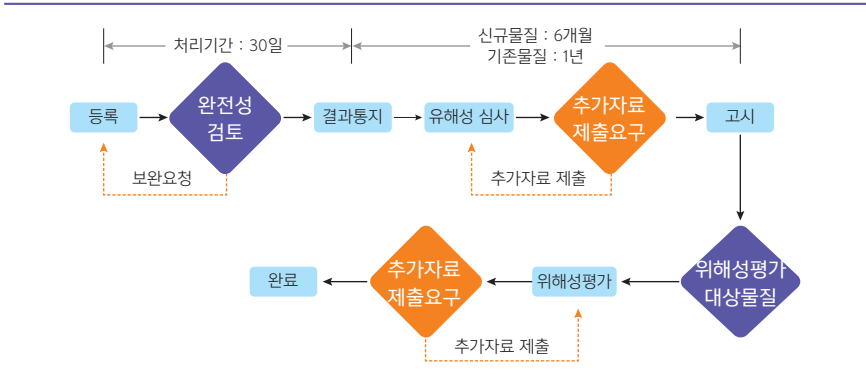 처리기간 : 30일
신규물질 : 6개월
기존물질 : 1년
등록
완전성
검토
결과통지
유해성 심사
추가자료
제출요구
고시
보완요청
추가자료 제출
완료
추가자료
제출요구
위해성평가
위해성평가
대상물질
추가자료 제출